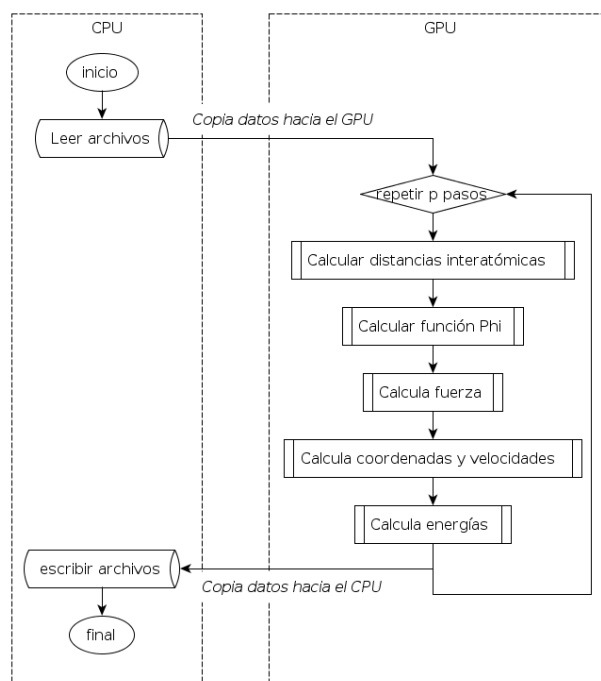 CPU
GPU
inicio
Copia datos hacia el GPU
Leer archivos
repetir p pasos
Calcular distancias interatómicas
Calcular función Phi
Calcula fuerza
Calcula coordenadas y velocidades
Calcula energías
escribir archivos
Copia datos hacia el CPU
final